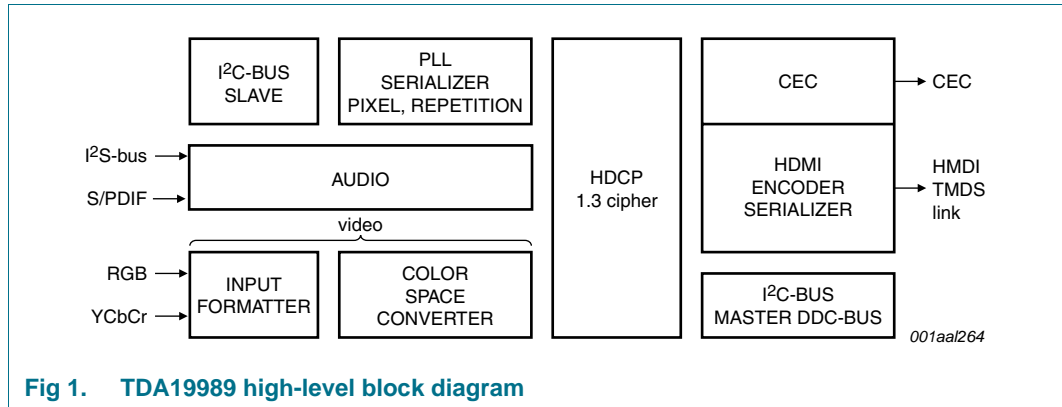 I²C-BUS
SLAVE
PLL
SERIALIZER
PIXEL, REPETITION
I²S-bus
S/PDIF
AUDIO
video
RGB
YCbCr
INPUT
FORMATTER
COLOR
SPACE
CONVERTER
HDCP
1.3 cipher
CEC
CEC
HDMI
ENCODER
SERIALIZER
HMDI
TMDS
link
I²C-BUS
MASTER DDC-BUS
001aal264
Fig 1. TDA19989 high-level block diagram